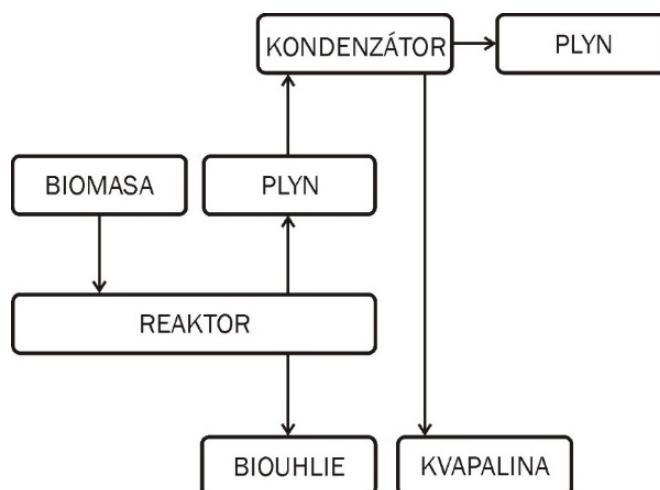 KONDENZÁTOR
PLYN
BIOMASA
PLYN
REAKTOR
BIOUHLIE
KVAPALINA